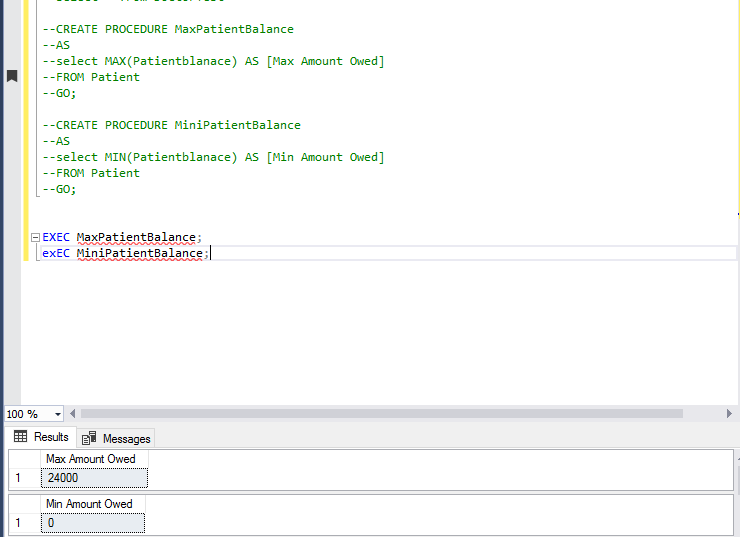 --CREATE PROCEDURE MaxPatientBalance
--AS
--select MAX(Patientblanace) AS [Max Amount Owed]
--FROM Patient
--GO;
--CREATE PROCEDURE MiniPatientBalance
--AS
--select MIN(Patientblanace) AS [Min Amount Owed]
--FROM Patient
--GO;
EXEC MaxPatientBalance;
exEC MiniPatientBalance;
100 %
Results Messages
Max Amount Owed
1 24000
Min Amount Owed
1 0